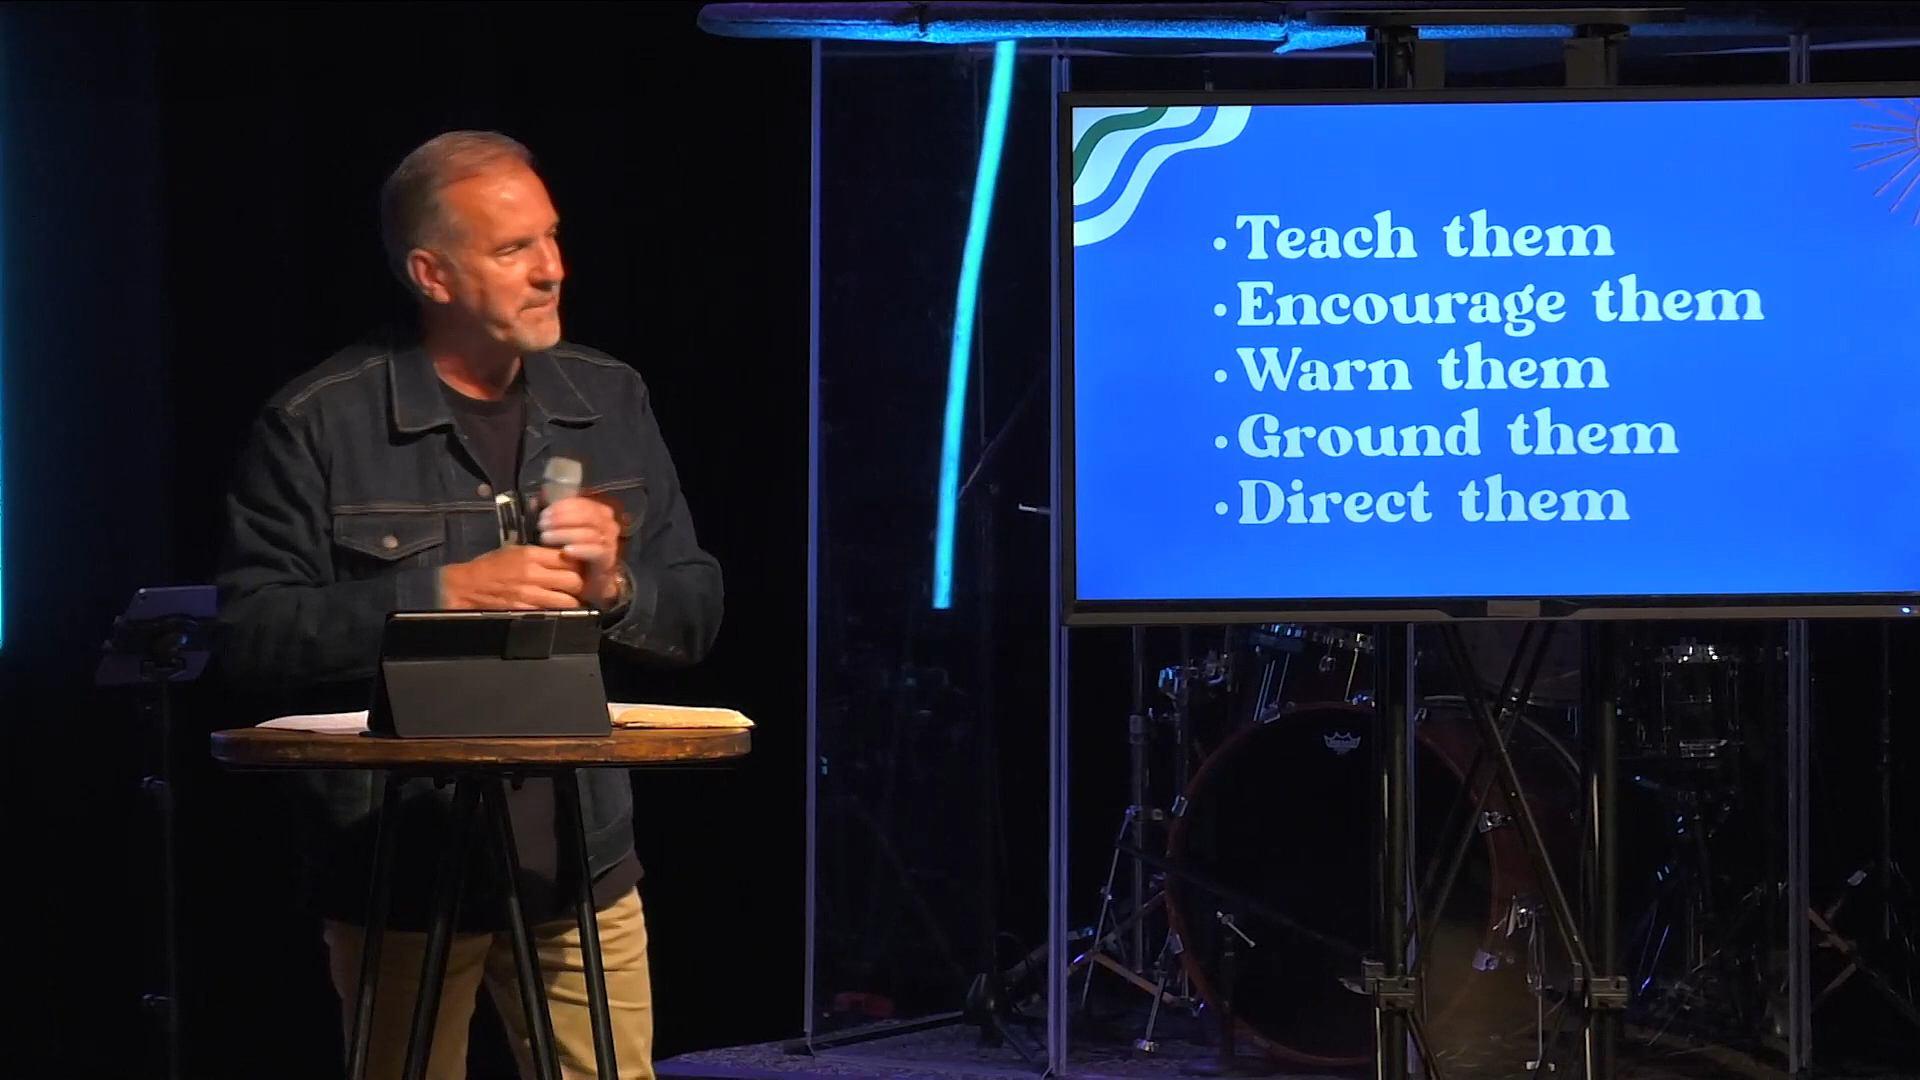 • Teach them
• Encourage them
• Warn them
• Ground them
• Direct them